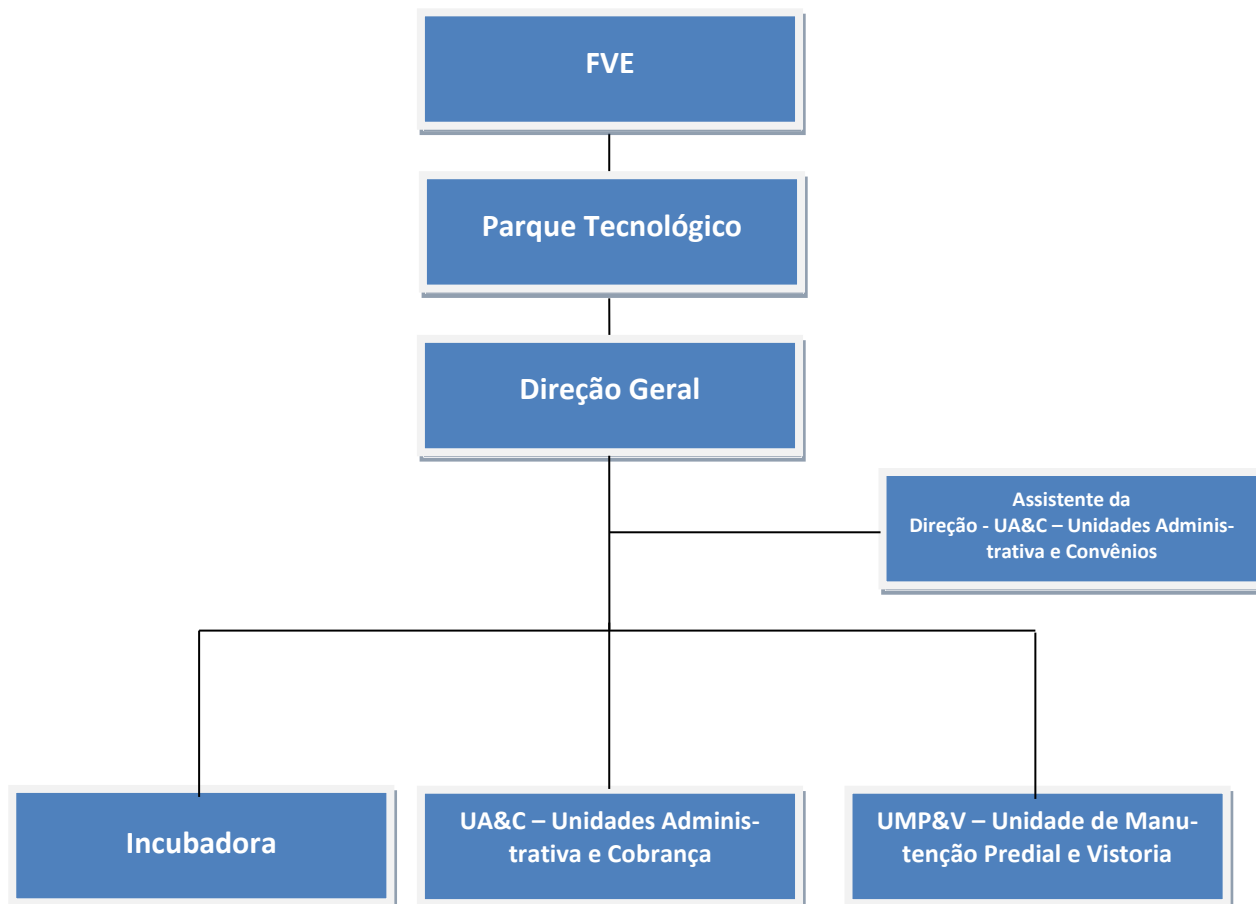 FVE
Parque Tecnológico
Direção Geral
Assistente da
Direção - UA&C – Unidades Adminis-
trativa e Convênios
Incubadora
UA&C – Unidades Adminis-
trativa e Cobrança
UMP&V – Unidade de Manu-
tenção Predial e Vistoria